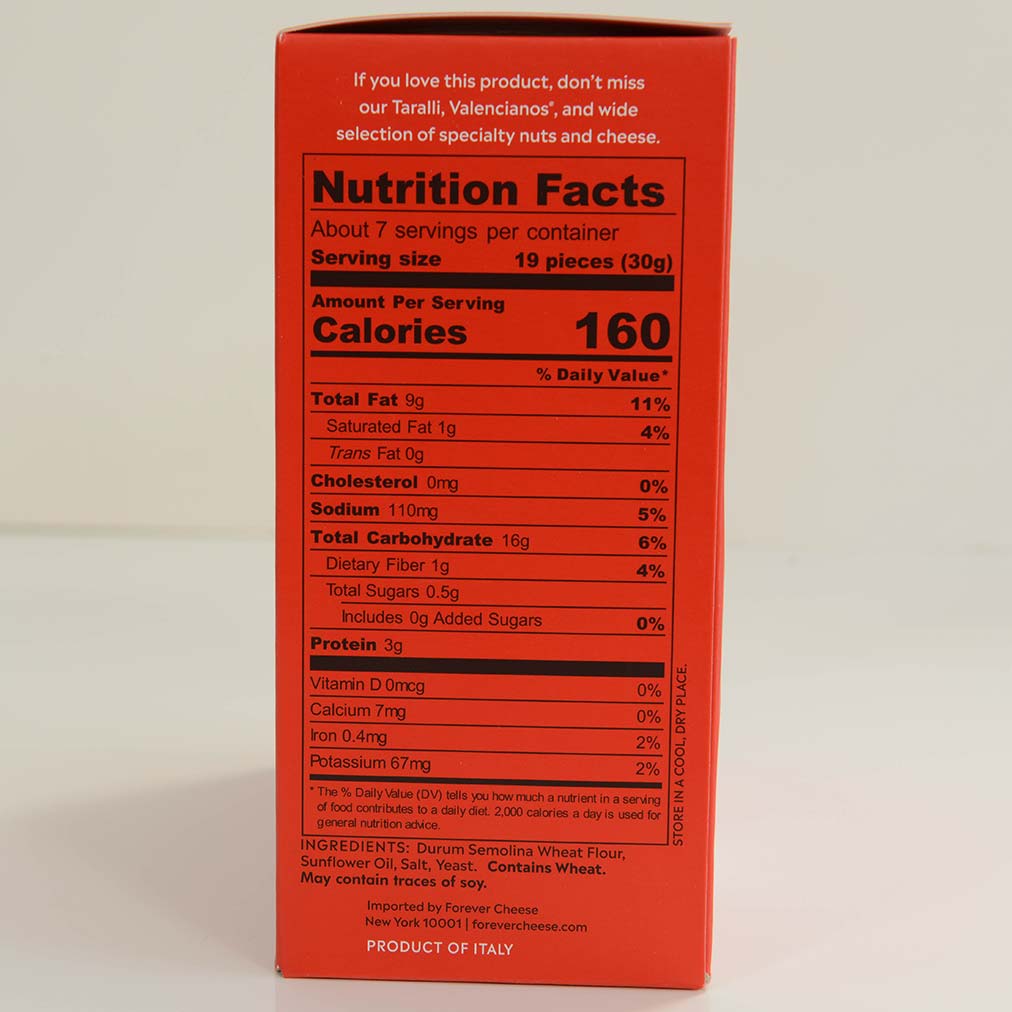 If you love this product, don't miss
our Taralli, Valencianos®, and wide
selection of specialty nuts and cheese.
Nutrition Facts
About 7 servings per container
Serving size 19 pieces (30g)
Amount Per Serving
Calories 160
% Daily Value*
Total Fat 9g 11%
Saturated Fat 1g 4%
Trans Fat 0g
Cholesterol 0mg 0%
Sodium 110mg 5%
Total Carbohydrate 16g 6%
Dietary Fiber 1g 4%
Total Sugars 0.5g
Includes 0g Added Sugars 0%
Protein 3g
Vitamin D 0mcg 0%
Calcium 7mg 0%
Iron 0.4mg 2%
Potassium 67mg 2%
* The % Daily Value (DV) tells you how much a nutrient in a serving
of food contributes to a daily diet. 2,000 calories a day is used for
general nutrition advice.
STORE IN A COOL, DRY PLACE.
INGREDIENTS: Durum Semolina Wheat Flour,
Sunflower Oil, Salt, Yeast. Contains Wheat.
May contain traces of soy.
Imported by Forever Cheese
New York 10001 | forevercheese.com
PRODUCT OF ITALY